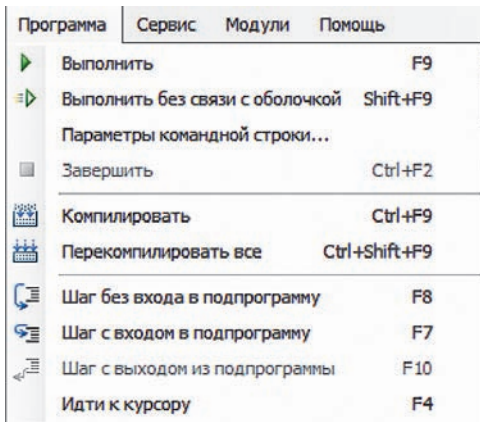 Программа Сервис Модули Помощь
Выполнить F9
Выполнить без связи с оболочкой Shift+F9
Параметры командной строки...
Завершить Ctrl+F2
Компилировать Ctrl+F9
Перекомпилировать все Ctrl+Shift+F9
Шаг без входа в подпрограмму F8
Шаг с входом в подпрограмму F7
Шаг с выходом из подпрограммы F10
Идти к курсору F4